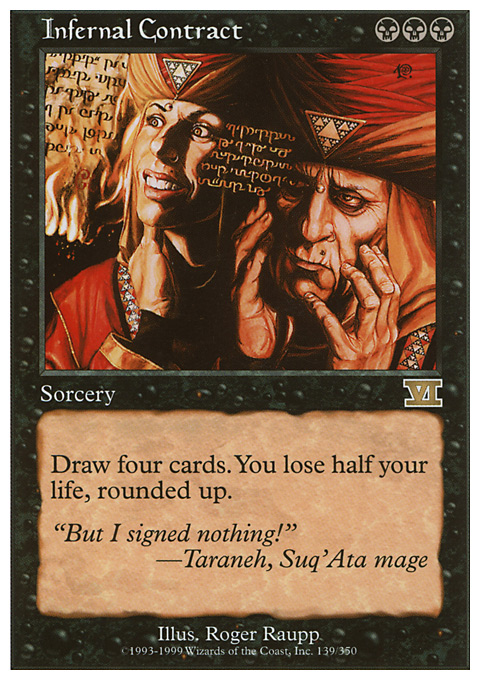 Infernal Contract
Sorcery
VI
Draw four cards. You lose half your
life, rounded up.
“But I signed nothing!”
—Taraneh, Suq’Ata mage
Illus. Roger Raupp
©1993-1999 Wizards of the Coast, Inc. 139/350